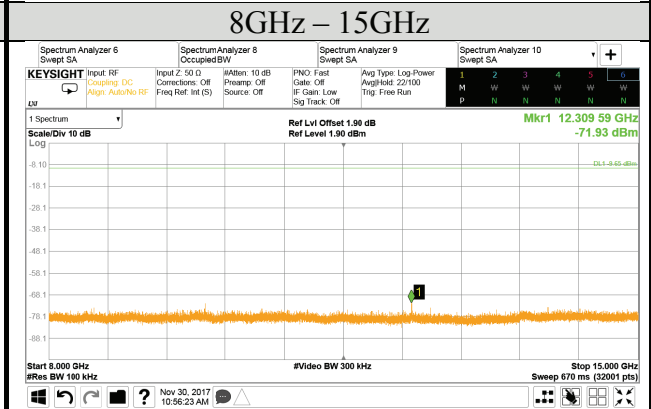 8GHz – 15GHz
Spectrum Analyzer 6
Swept SA
Spectrum Analyzer 8
Occupied BW
Spectrum Analyzer 9
Swept SA
Spectrum Analyzer 10
Swept SA
+
KEYSIGHT
LXI
Input: RF
Coupling: DC
Align: Auto/No RF
Input Z: 50 Ω
Corrections: Off
Freq Ref: Int (S)
#Atten: 10 dB
Preamp: Off
Source: Off
PNO: Fast
Gate: Off
IF Gain: Low
Sig Track: Off
Avg Type: Log-Power
Avg|Hold: 22/100
Trig: Free Run
1 2 3 4 5 6
M W W W W W
P N N N N N
1 Spectrum
Scale/Div 10 dB
Log
Ref Lvl Offset 1.90 dB
Ref Level 1.90 dBm
Mkr1 12.309 59 GHz
-71.93 dBm
DL1 -8.65 dBm
-8.10
-18.1
-28.1
-38.1
-48.1
-58.1
-68.1
-78.1
-88.1
1
Start 8.000 GHz
#Res BW 100 kHz
#Video BW 300 kHz
Stop 15.000 GHz
Sweep 670 ms (32001 pts)
?
Nov 30, 2017
10:56:23 AM